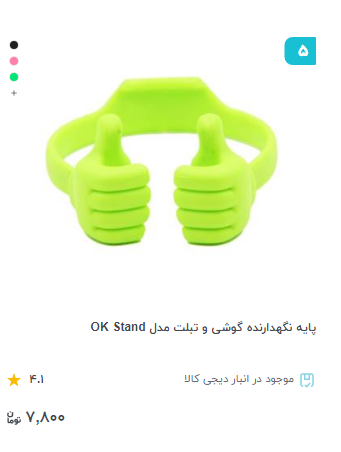 ۵
+
پایه نگهدارنده گوشی و تبلت مدل OK Stand
موجود در انبار دیجی کالا
۴.۱
۷,۸۰۰ تومان